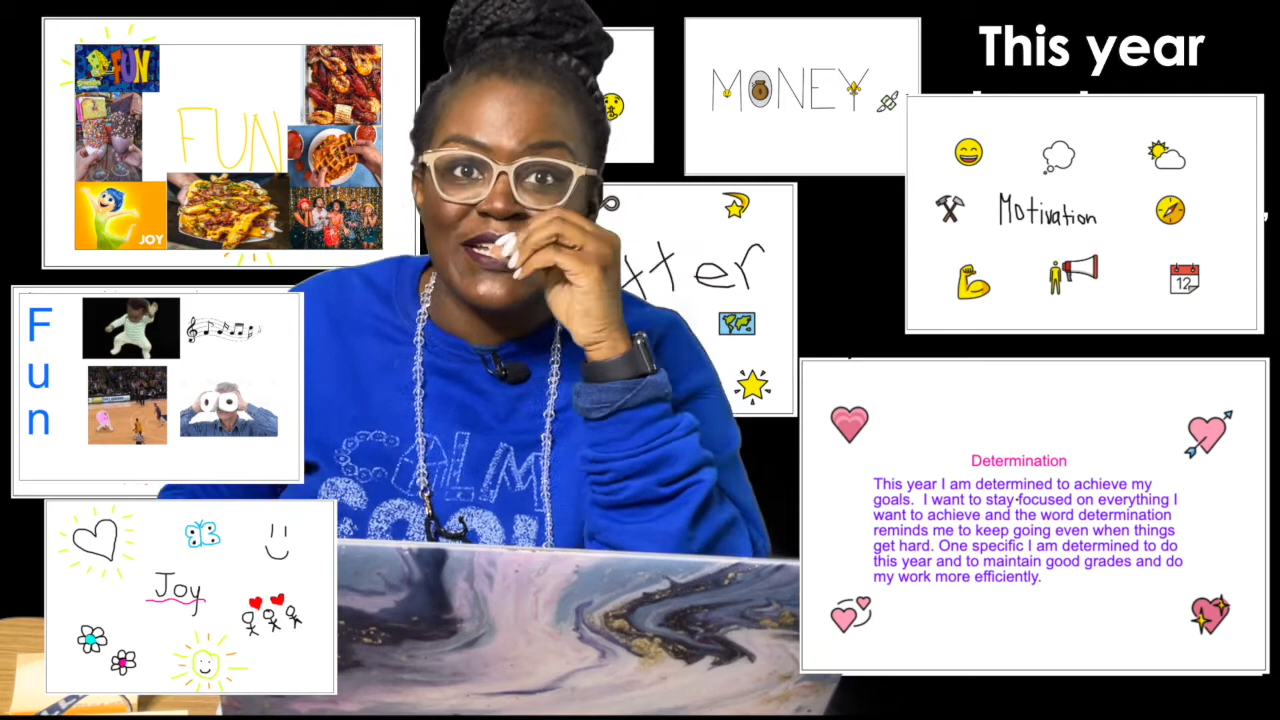 This year
FUN
FUN
JOY
MONEY
Motivation
12
tter
F
u
n
CALM
COOL
Joy
Determination
This year I am determined to achieve my
goals. I want to stay focused on everything I
want to achieve and the word determination
reminds me to keep going even when things
get hard. One specific I am determined to do
this year and to maintain good grades and do
my work more efficiently.